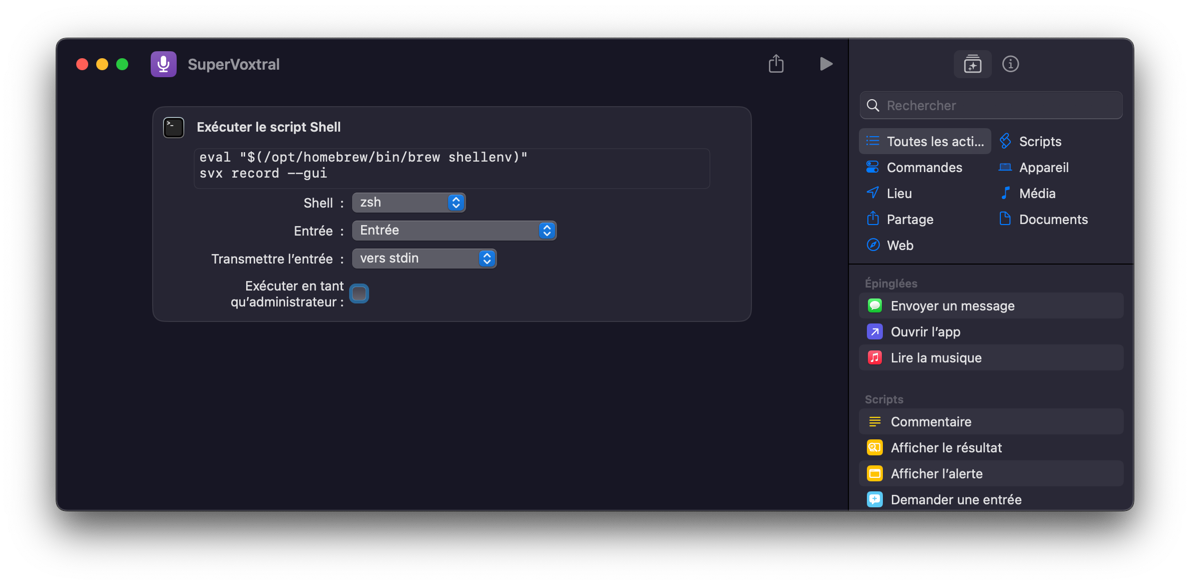 SuperVoxtral
Exécuter le script Shell
eval "$(/opt/homebrew/bin/brew shellenv)"
svx record --gui
Shell : zsh
Entrée : Entrée
Transmettre l’entrée : vers stdin
Exécuter en tant
qu’administrateur :
Rechercher
Toutes les acti... Scripts
Commandes Appareil
Lieu Média
Partage Documents
Web
Épinglées
Envoyer un message
Ouvrir l’app
Lire la musique
Scripts
Commentaire
Afficher le résultat
Afficher l’alerte
Demander une entrée